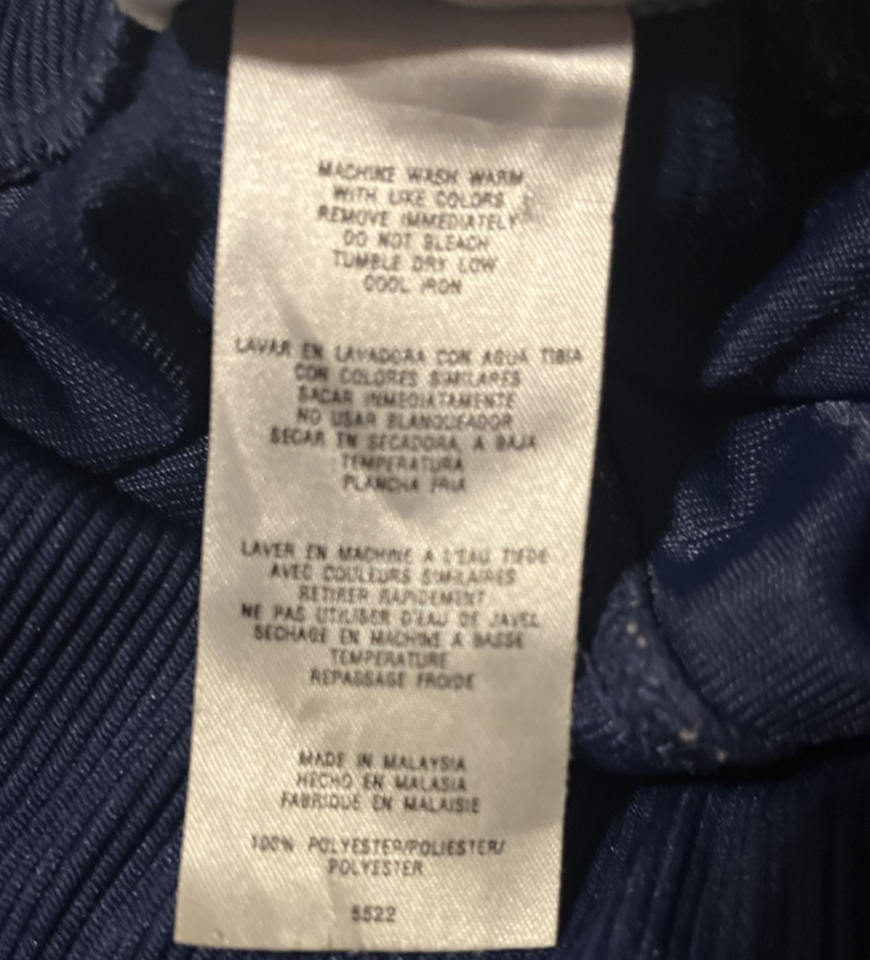 MACHINE WASH WARM
WITH LIKE COLORS
REMOVE IMMEDIATELY
DO NOT BLEACH
TUMBLE DRY LOW
COOL IRON
LAVAR EN LAVADORA CON AGUA TIBIA
CON COLORES SIMILARES
SACAR INMEDIATAMENTE
NO USAR BLANQUEADOR
SECAR EN SECADORA, A BAJA
TEMPERATURA
PLANCHA FRIA
LAVER EN MACHINE A L'EAU TIEDE
AVEC COULEURS SIMILAIRES
RETIRER RAPIDEMENT
NE PAS UTILISER D'EAU DE JAVEL
SECHAGE EN MACHINE A BASSE
TEMPERATURE
REPASSAGE FROIDE
MADE IN MALAYSIA
HECHO EN MALASIA
FABRIQUE EN MALAISIE
100% POLYESTER/POLIESTER/
POLYESTER
5522